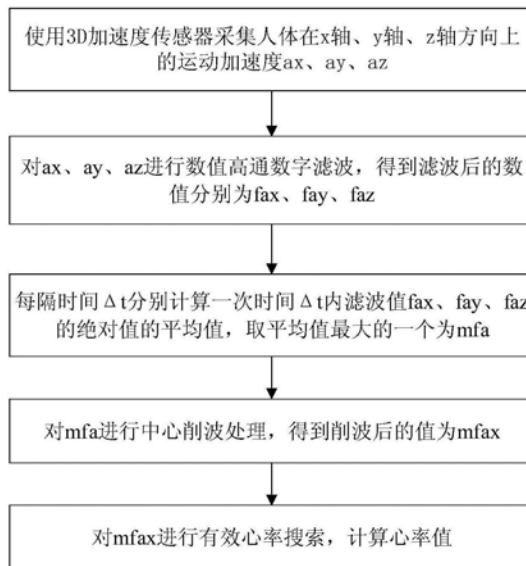 使用3D加速度传感器采集人体在x轴、y轴、z轴方向上
的运动加速度ax、ay、az
对ax、ay、az进行数值高通数字滤波，得到滤波后的数
值分别为fax、fay、faz
每隔时间Δt分别计算一次时间Δt内滤波值fax、fay、faz
的绝对值的平均值，取平均值最大的一个为mfa
对mfa进行中心削波处理，得到削波后的值为mfax
对mfax进行有效心率搜索，计算心率值